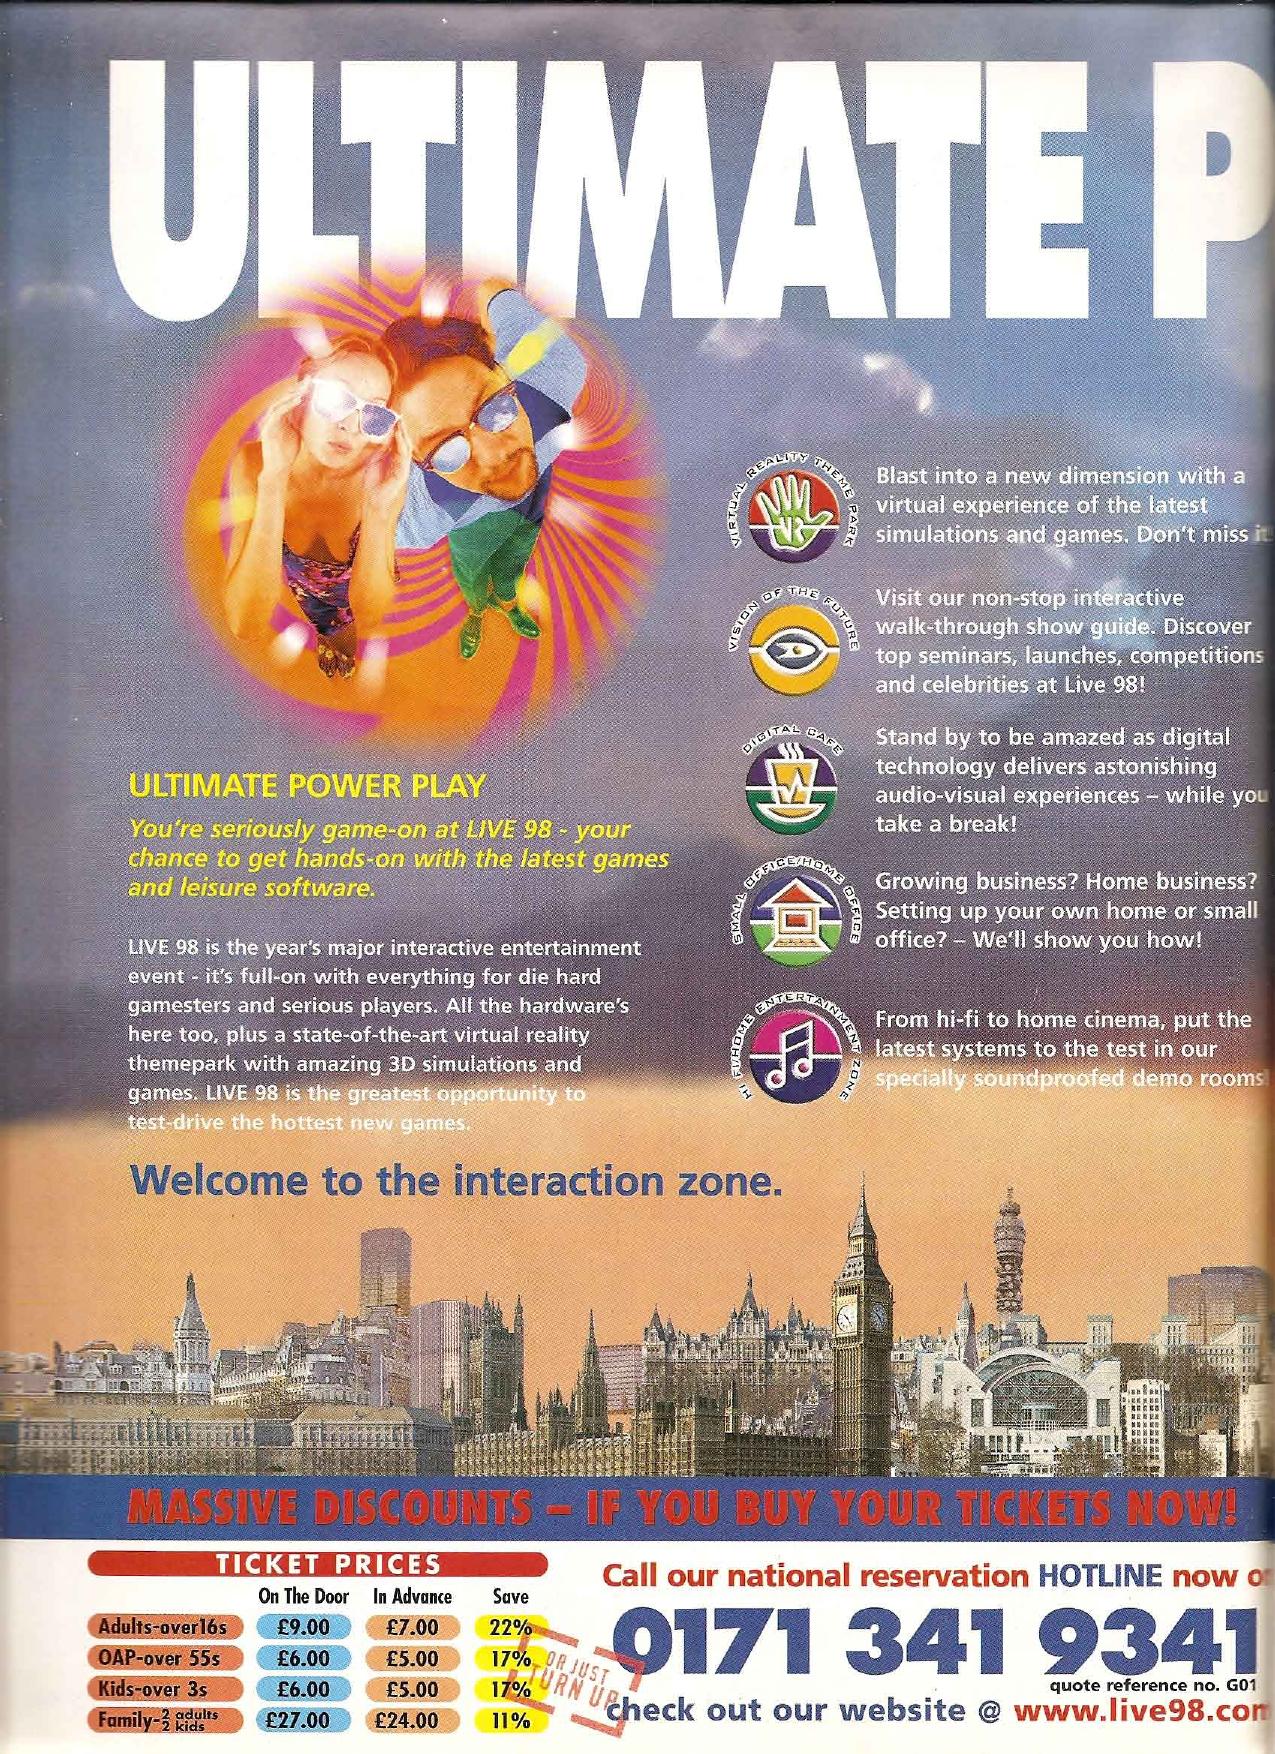 ULTIMATE P
VIRTUAL REALITY THEME PARK
VR
Blast into a new dimension with a
virtual experience of the latest
simulations and games. Don't miss it
VISION OF THE FUTURE
Visit our non-stop interactive
walk-through show guide. Discover
top seminars, launches, competitions
and celebrities at Live 98!
DIGITAL CAFE
Stand by to be amazed as digital
technology delivers astonishing
audio-visual experiences – while you
take a break!
SMALL OFFICE/HOME OFFICE
Growing business? Home business?
Setting up your own home or small
office? – We'll show you how!
HI FI/HOME ENTERTAINMENT ZONE
From hi-fi to home cinema, put the
latest systems to the test in our
specially soundproofed demo rooms!
ULTIMATE POWER PLAY
You're seriously game-on at LIVE 98 - your
chance to get hands-on with the latest games
and leisure software.
LIVE 98 is the year's major interactive entertainment
event - it's full-on with everything for die hard
gamesters and serious players. All the hardware's
here too, plus a state-of-the-art virtual reality
themepark with amazing 3D simulations and
games. LIVE 98 is the greatest opportunity to
test-drive the hottest new games.
Welcome to the interaction zone.
MASSIVE DISCOUNTS – IF YOU BUY YOUR TICKETS NOW!
TICKET PRICES
On The Door In Advance Save
Adults-over16s £9.00 £7.00 22%
OAP-over 55s £6.00 £5.00 17%
Kids-over 3s £6.00 £5.00 17%
Family-2 adults 2 kids £27.00 £24.00 11%
OR JUST
TURN UP
Call our national reservation HOTLINE now o
0171 341 9341
quote reference no. G01
check out our website @ www.live98.com